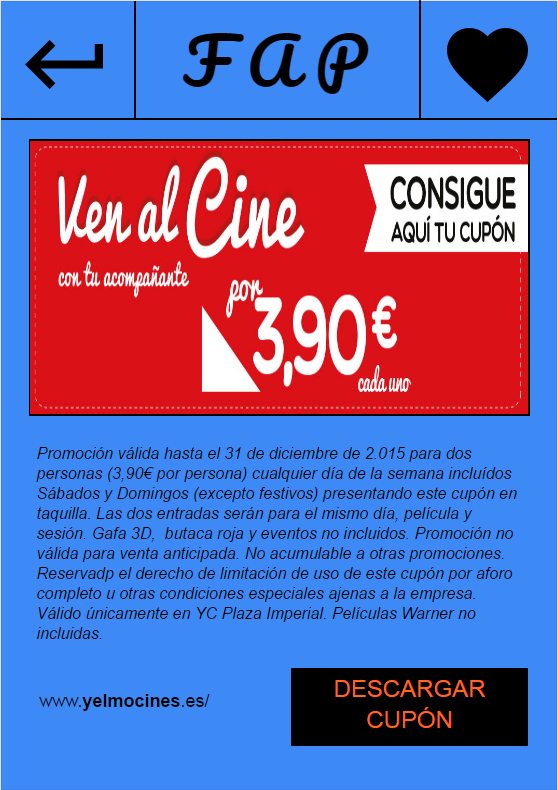 FAP
Ven al Cine
con tu acompañante
por
3,90€
cada uno
CONSIGUE
AQUÍ TU CUPÓN
Promoción válida hasta el 31 de diciembre de 2.015 para dos
personas (3,90€ por persona) cualquier día de la semana incluídos
Sábados y Domingos (excepto festivos) presentando este cupón en
taquilla. Las dos entradas serán para el mismo día, película y
sesión. Gafa 3D, butaca roja y eventos no incluidos. Promoción no
válida para venta anticipada. No acumulable a otras promociones.
Reservadp el derecho de limitación de uso de este cupón por aforo
completo u otras condiciones especiales ajenas a la empresa.
Válido únicamente en YC Plaza Imperial. Películas Warner no
incluidas.
www.yelmocines.es/
DESCARGAR
CUPÓN